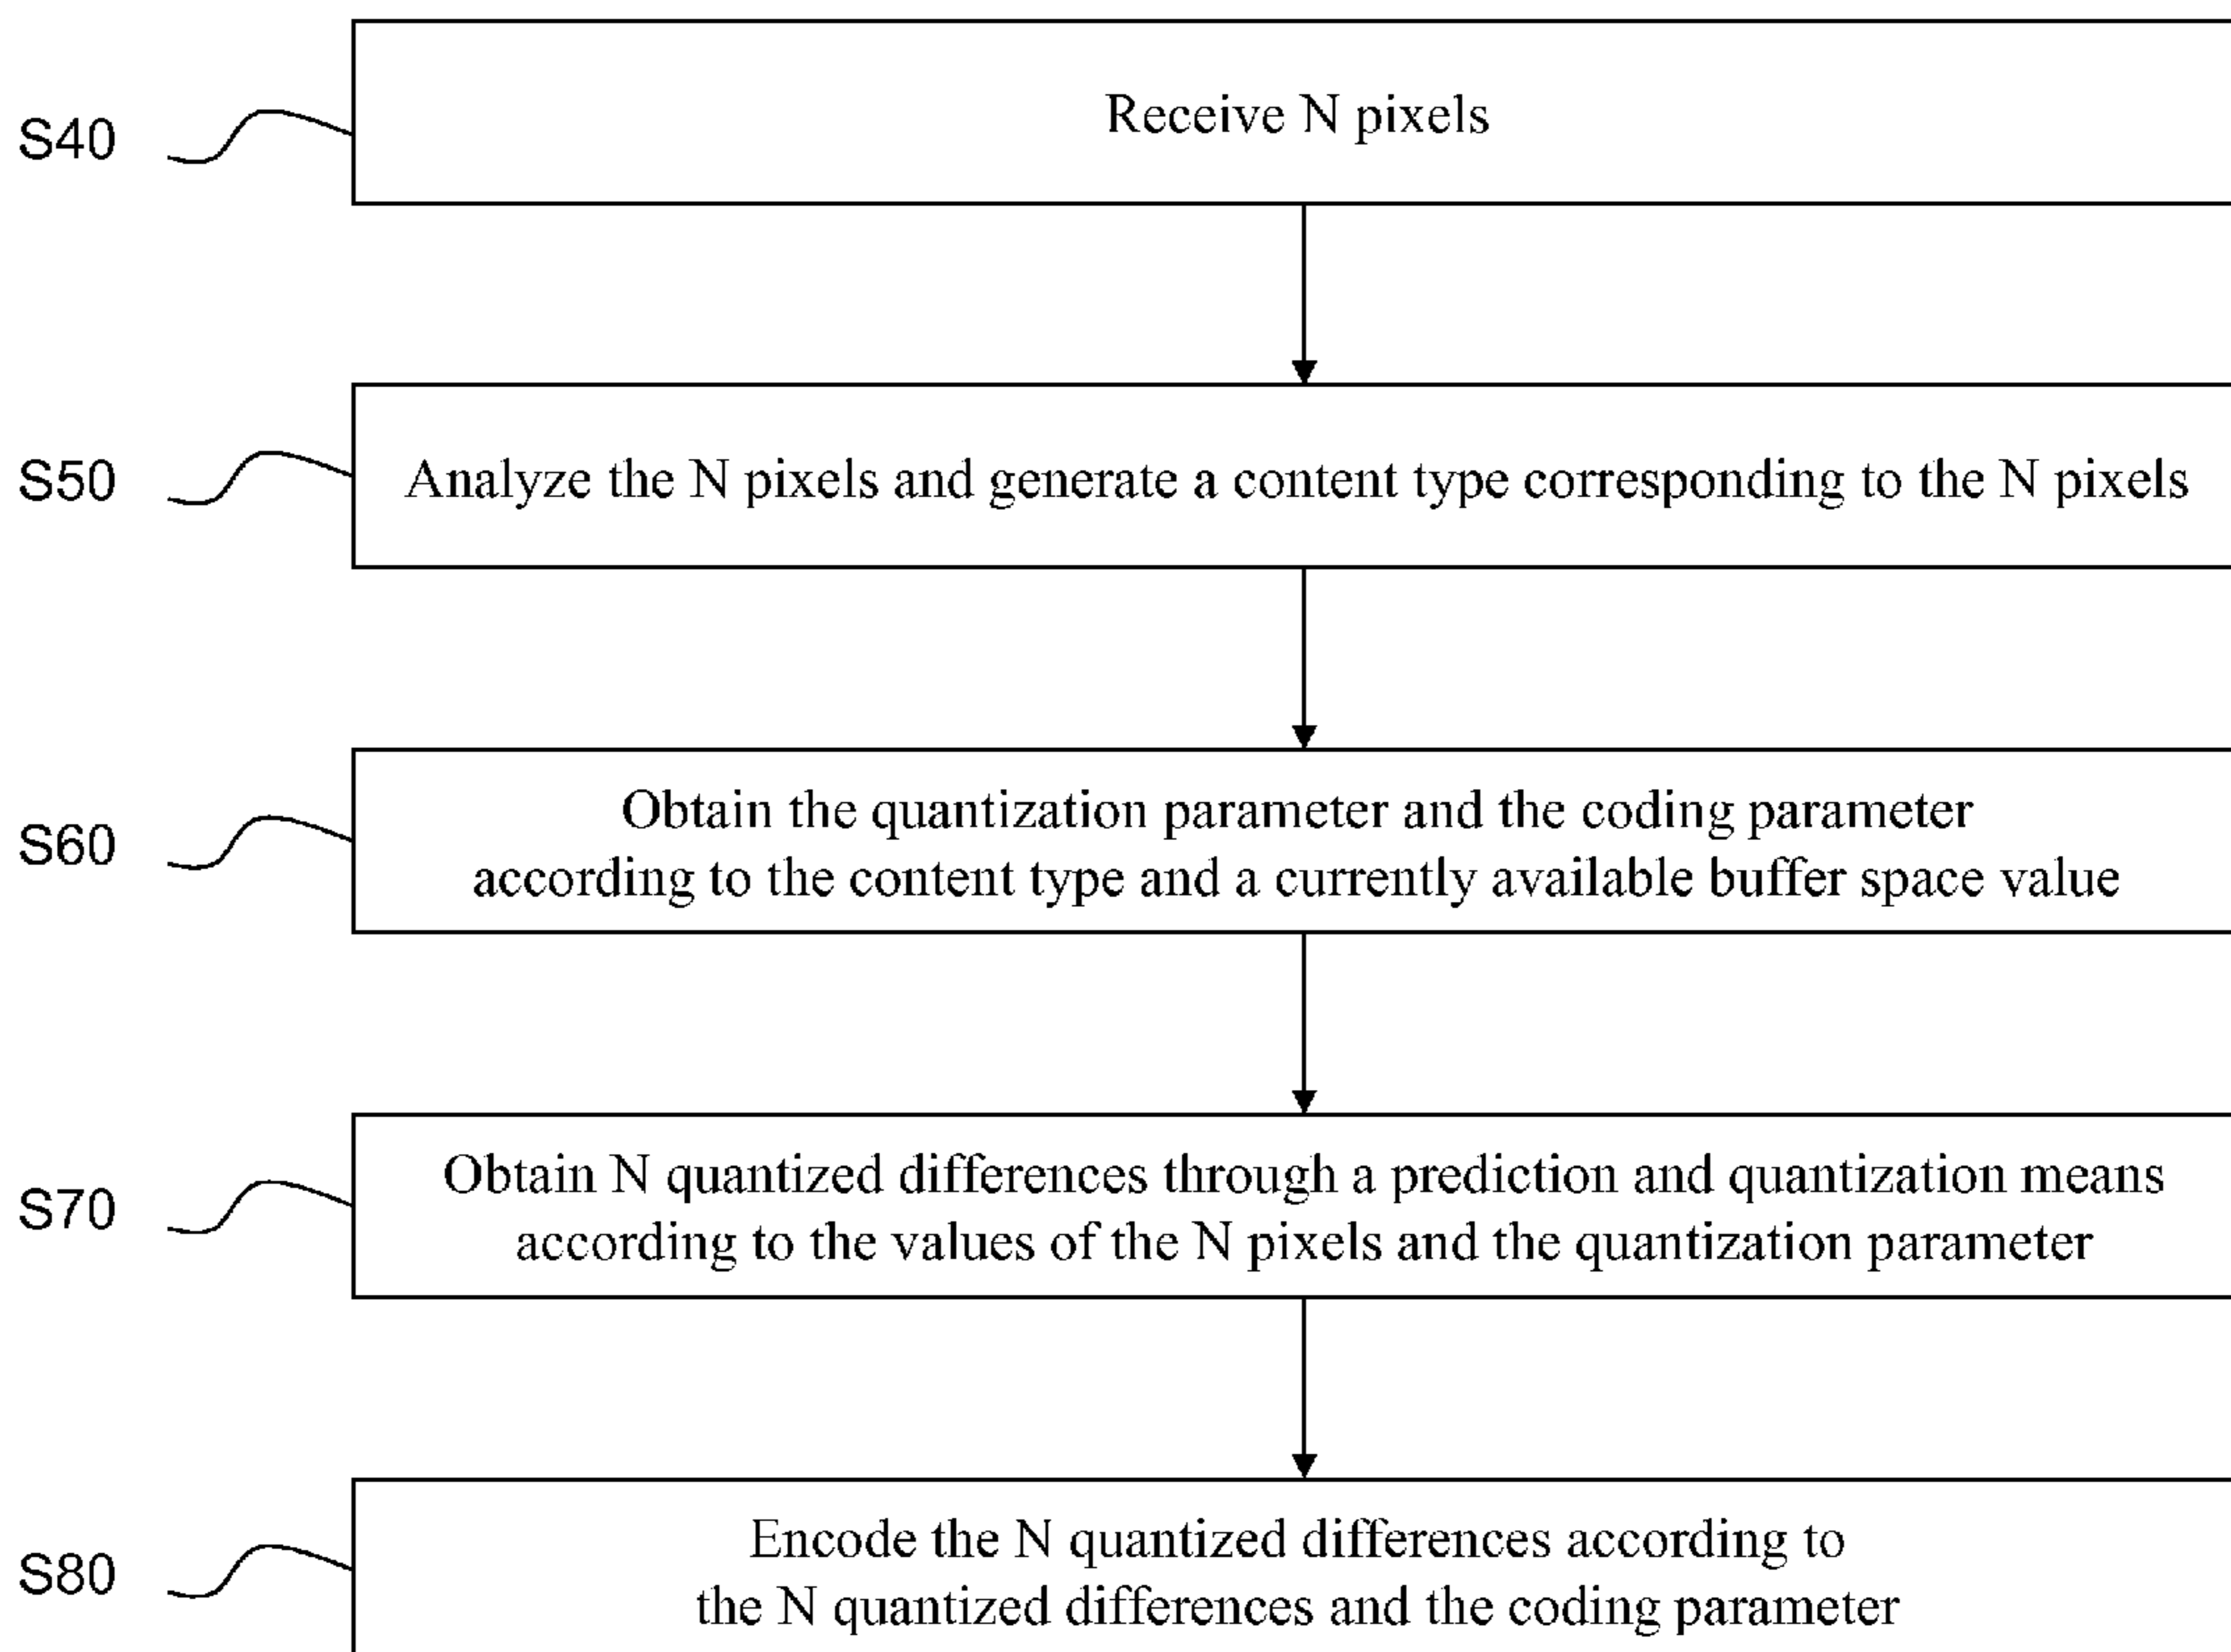 S40
Receive N pixels
S50
Analyze the N pixels and generate a content type corresponding to the N pixels
S60
Obtain the quantization parameter and the coding parameter
according to the content type and a currently available buffer space value
S70
Obtain N quantized differences through a prediction and quantization means
according to the values of the N pixels and the quantization parameter
S80
Encode the N quantized differences according to
the N quantized differences and the coding parameter